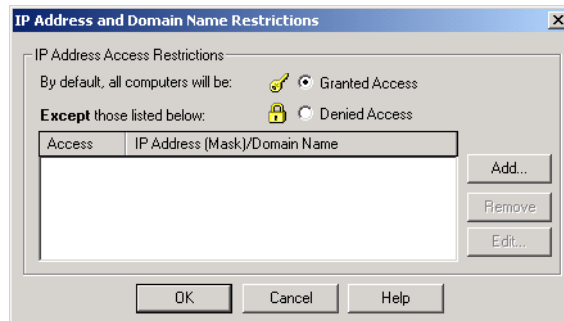 IP Address and Domain Name Restrictions
IP Address Access Restrictions
By default, all computers will be:
Granted Access
Except those listed below:
Denied Access
Access IP Address (Mask)/Domain Name
Add...
Remove
Edit...
OK Cancel Help